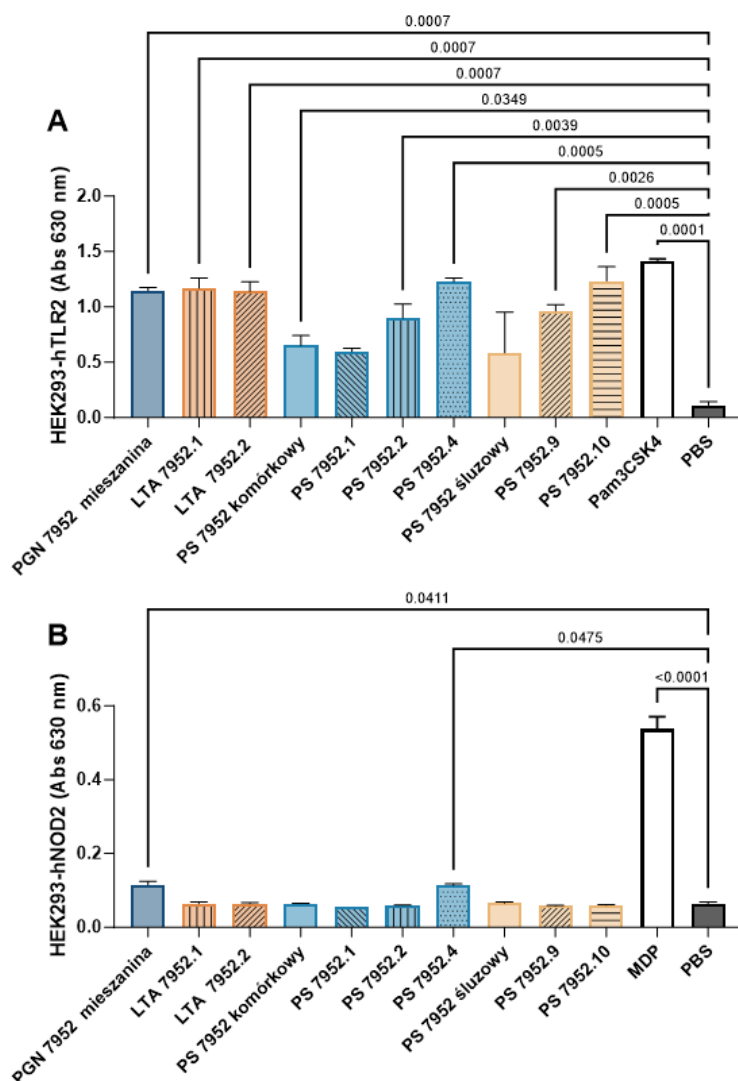 0.0007
0.0007
0.0007
A
0.0349
0.0039
0.0005
0.0026
0.0005
0.0001
HEK293-hTLR2 (Abs 630 nm)
2.0
1.5
1.0
0.5
0.0
PGN 7952 mieszanina
LTA 7952.1
LTA 7952.2
PS 7952 komórkowy
PS 7952.1
PS 7952.2
PS 7952.4
PS 7952 śluzowy
PS 7952.9
PS 7952.10
Pam3CSK4
PBS
B
0.0411
0.0475
<0.0001
HEK293-hNOD2 (Abs 630 nm)
0.6
0.4
0.2
0.0
PGN 7952 mieszanina
LTA 7952.1
LTA 7952.2
PS 7952 komórkowy
PS 7952.1
PS 7952.2
PS 7952.4
PS 7952 śluzowy
PS 7952.9
PS 7952.10
MDP
PBS